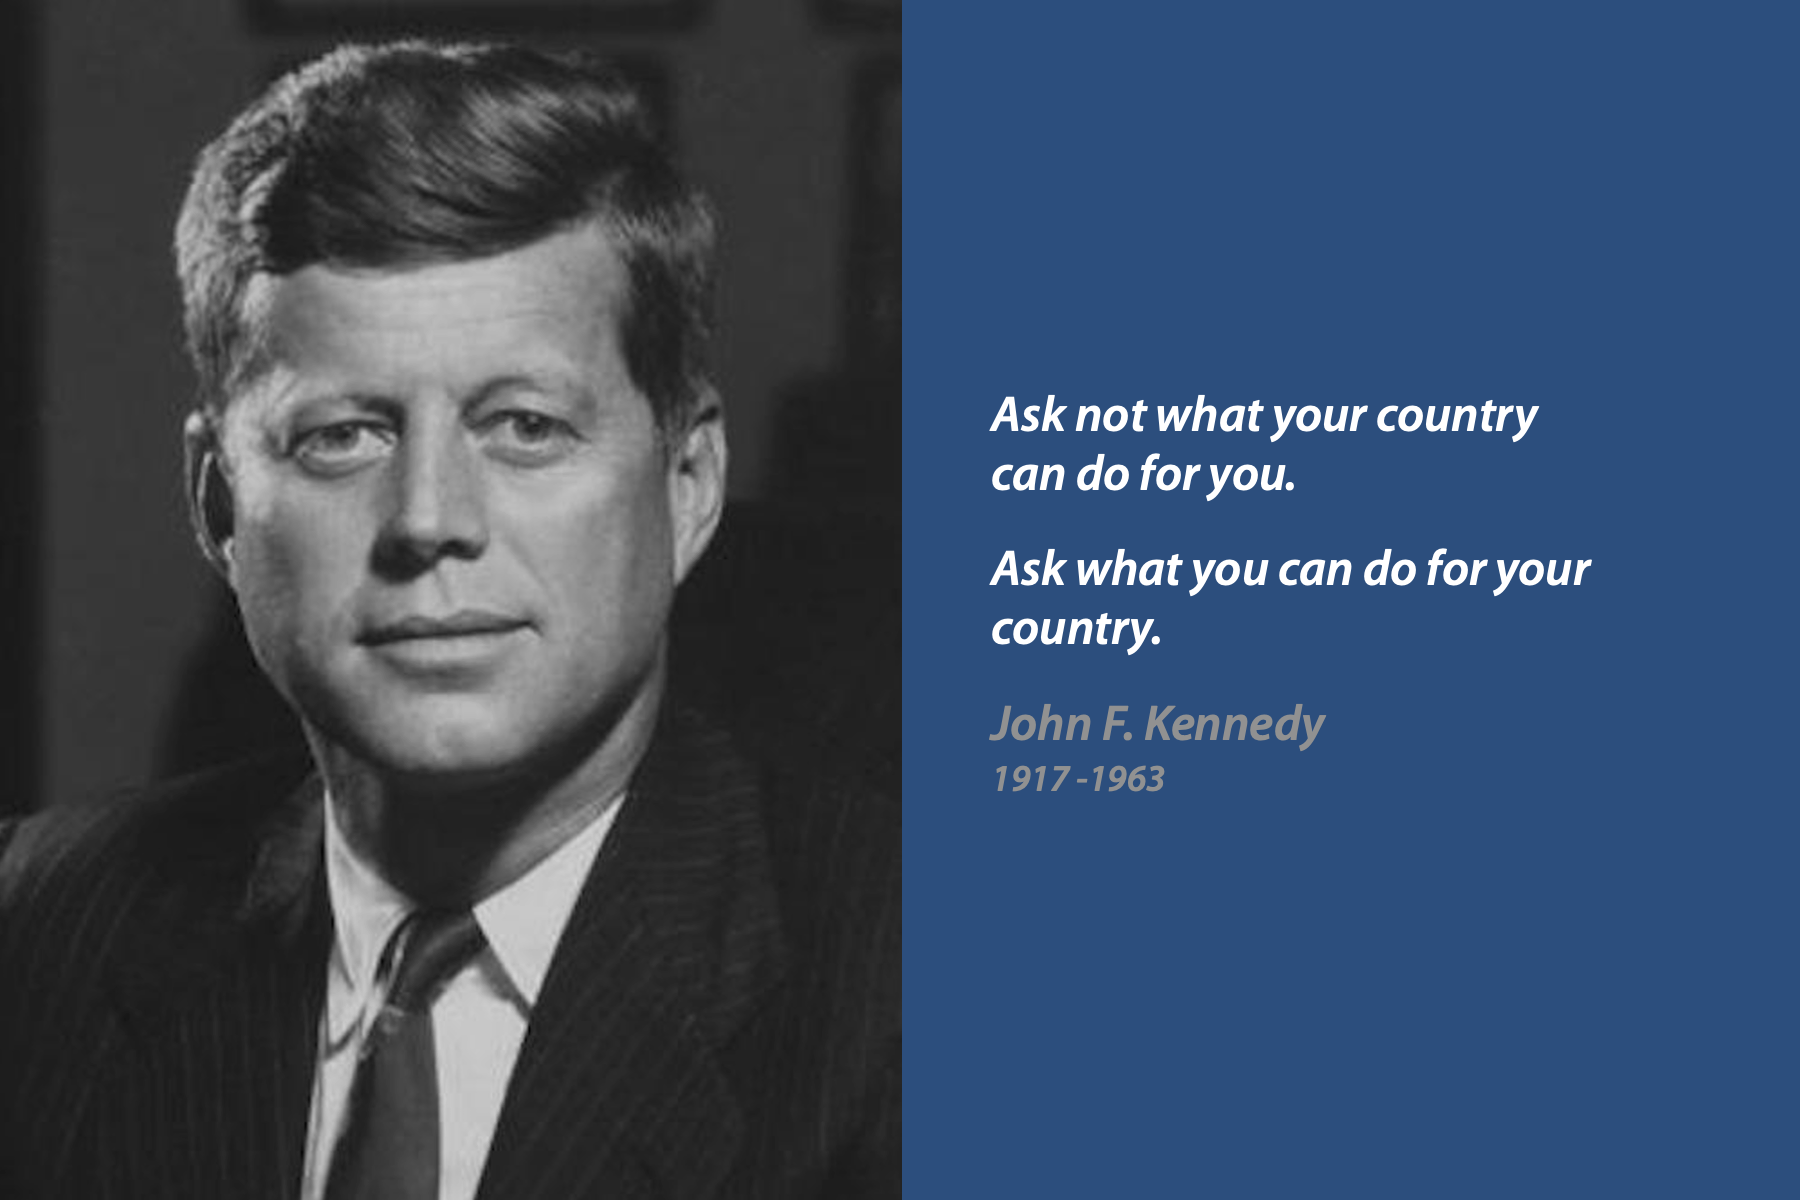 Ask not what your country
can do for you.
Ask what you can do for your
country.
John F. Kennedy
1917 -1963